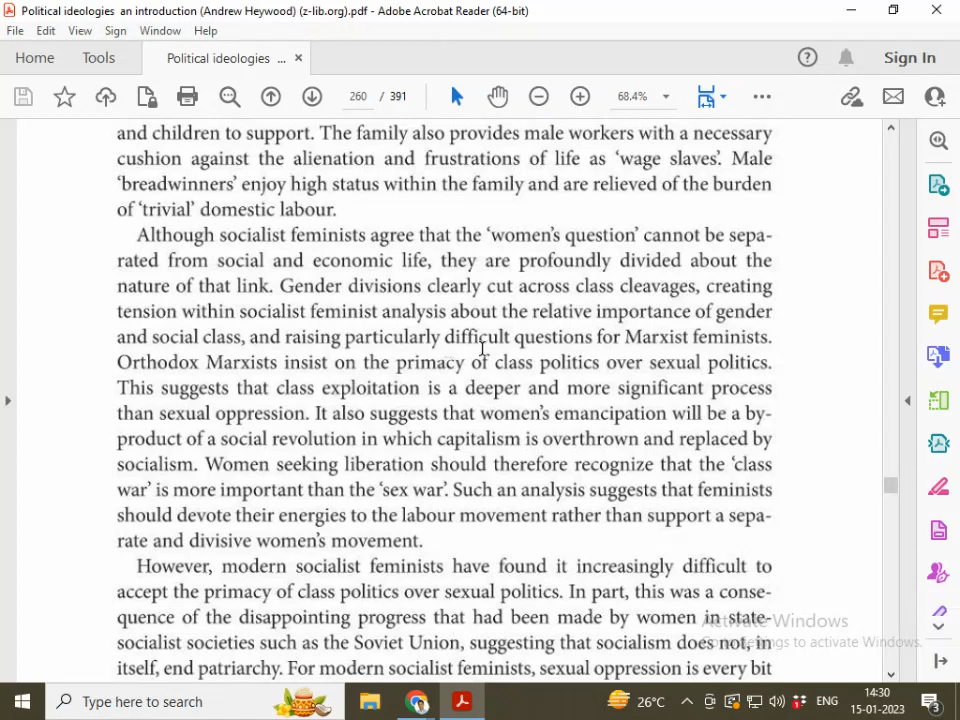 Political ideologies  an introduction (Andrew Heywood) (z-lib.org).pdf - Adobe Acrobat Reader (64-bit)
File Edit View Sign Window Help
Home Tools Political ideologies ... × Sign In
260 / 391 68.4%
and children to support. The family also provides male workers with a necessary
cushion against the alienation and frustrations of life as ‘wage slaves’. Male
‘breadwinners’ enjoy high status within the family and are relieved of the burden
of ‘trivial’ domestic labour.
Although socialist feminists agree that the ‘women’s question’ cannot be sepa-
rated from social and economic life, they are profoundly divided about the
nature of that link. Gender divisions clearly cut across class cleavages, creating
tension within socialist feminist analysis about the relative importance of gender
and social class, and raising particularly difficult questions for Marxist feminists.
Orthodox Marxists insist on the primacy of class politics over sexual politics.
This suggests that class exploitation is a deeper and more significant process
than sexual oppression. It also suggests that women’s emancipation will be a by-
product of a social revolution in which capitalism is overthrown and replaced by
socialism. Women seeking liberation should therefore recognize that the ‘class
war’ is more important than the ‘sex war’. Such an analysis suggests that feminists
should devote their energies to the labour movement rather than support a sepa-
rate and divisive women’s movement.
However, modern socialist feminists have found it increasingly difficult to
accept the primacy of class politics over sexual politics. In part, this was a conse-
quence of the disappointing progress that had been made by women in state-
socialist societies such as the Soviet Union, suggesting that socialism does not, in
itself, end patriarchy. For modern socialist feminists, sexual oppression is every bit
Activate Windows
Go to Settings to activate Windows.
Type here to search
26°C ENG 14:30
15-01-2023 3